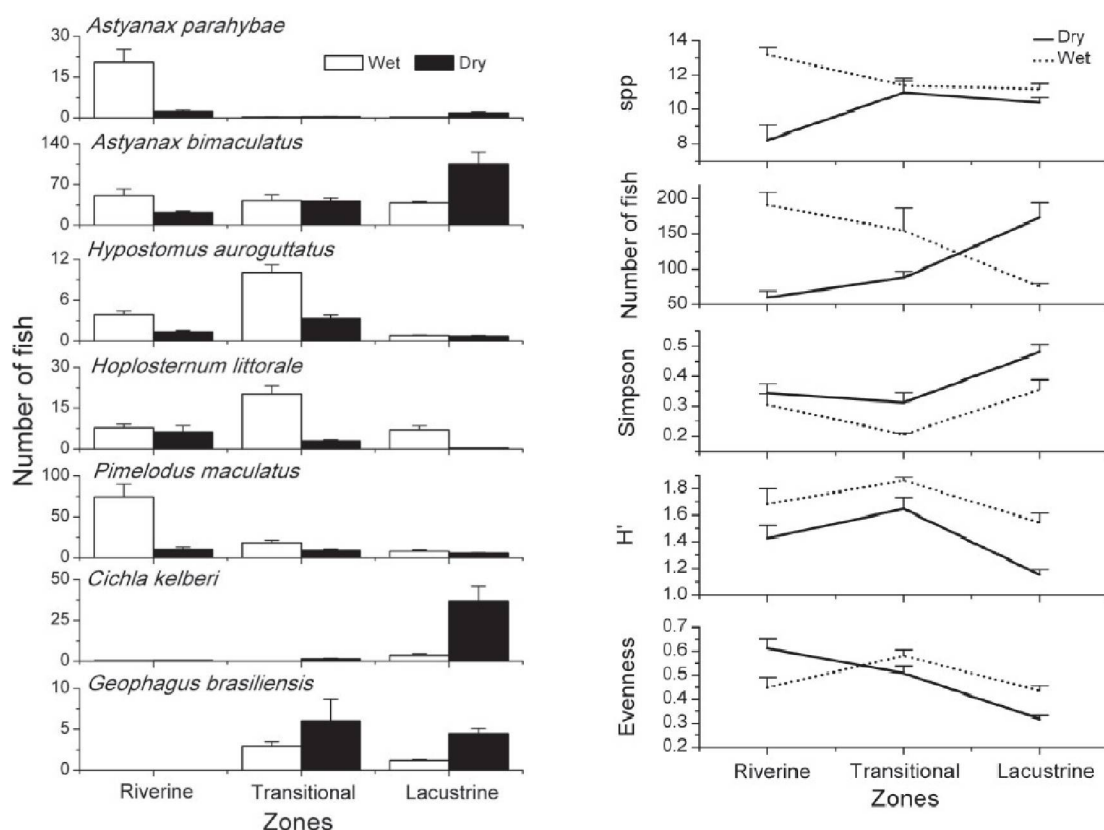 Astyanax parahybae
30
15
0
Wet
Dry
Astyanax bimaculatus
140
70
0
Hypostomus auroguttatus
12
6
0
Hoplosternum littorale
30
15
0
Pimelodus maculatus
100
50
0
Cichla kelberi
50
25
0
Geophagus brasiliensis
10
5
0
Number of fish
Riverine Transitional Lacustrine
Zones
Dry
Wet
spp
14
12
10
8
Number of fish
200
150
100
50
Simpson
0.5
0.4
0.3
0.2
H'
1.8
1.6
1.4
1.2
1.0
Evenness
0.7
0.6
0.5
0.4
0.3
0.2
Riverine Transitional Lacustrine
Zones